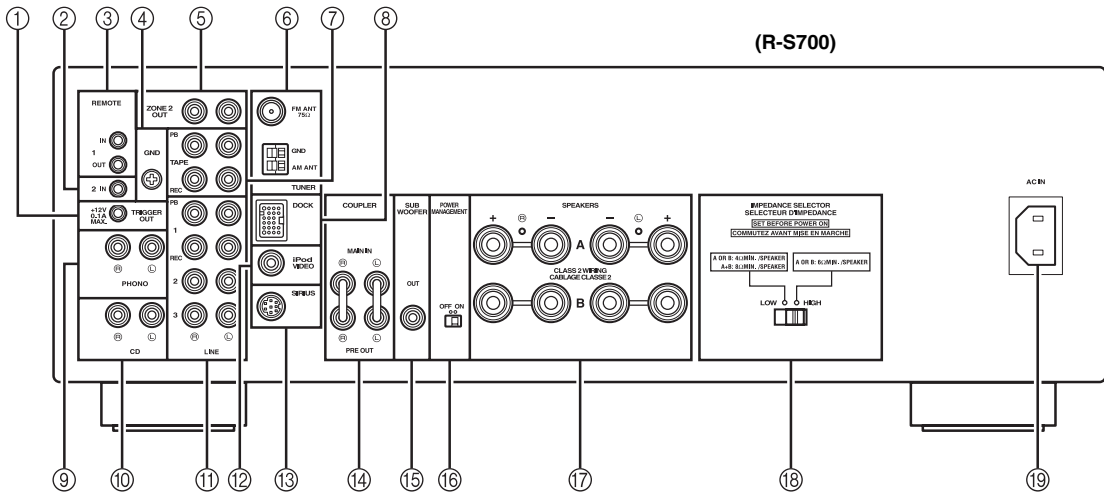 ① ② ③ ④ ⑤ ⑥ ⑦ ⑧
(R-S700)
REMOTE
IN
1
OUT
2 IN
+12V
0.1A
MAX.
TRIGGER
OUT
GND
ZONE 2
OUT
PB
TAPE
REC
PB
1
REC
2
3
R L
LINE
R L
PHONO
R L
CD
FM ANT
75Ω
GND
AM ANT
TUNER
DOCK
iPod
VIDEO
SIRIUS
COUPLER
MAIN IN
R L
R L
PRE OUT
SUB
WOOFER
OUT
POWER
MANAGEMENT
OFF ON
SPEAKERS
+ R − − L +
A
CLASS 2 WIRING
CABLAGE CLASSE 2
B
IMPEDANCE SELECTOR
SELECTEUR D'IMPEDANCE
SET BEFORE POWER ON
COMMUTEZ AVANT MISE EN MARCHE
A OR B: 4ΩMIN. /SPEAKER
A+B: 8ΩMIN. /SPEAKER
A OR B: 6ΩMIN. /SPEAKER
LOW HIGH
AC IN
⑨ ⑩ ⑪ ⑫ ⑬ ⑭ ⑮ ⑯ ⑰ ⑱ ⑲